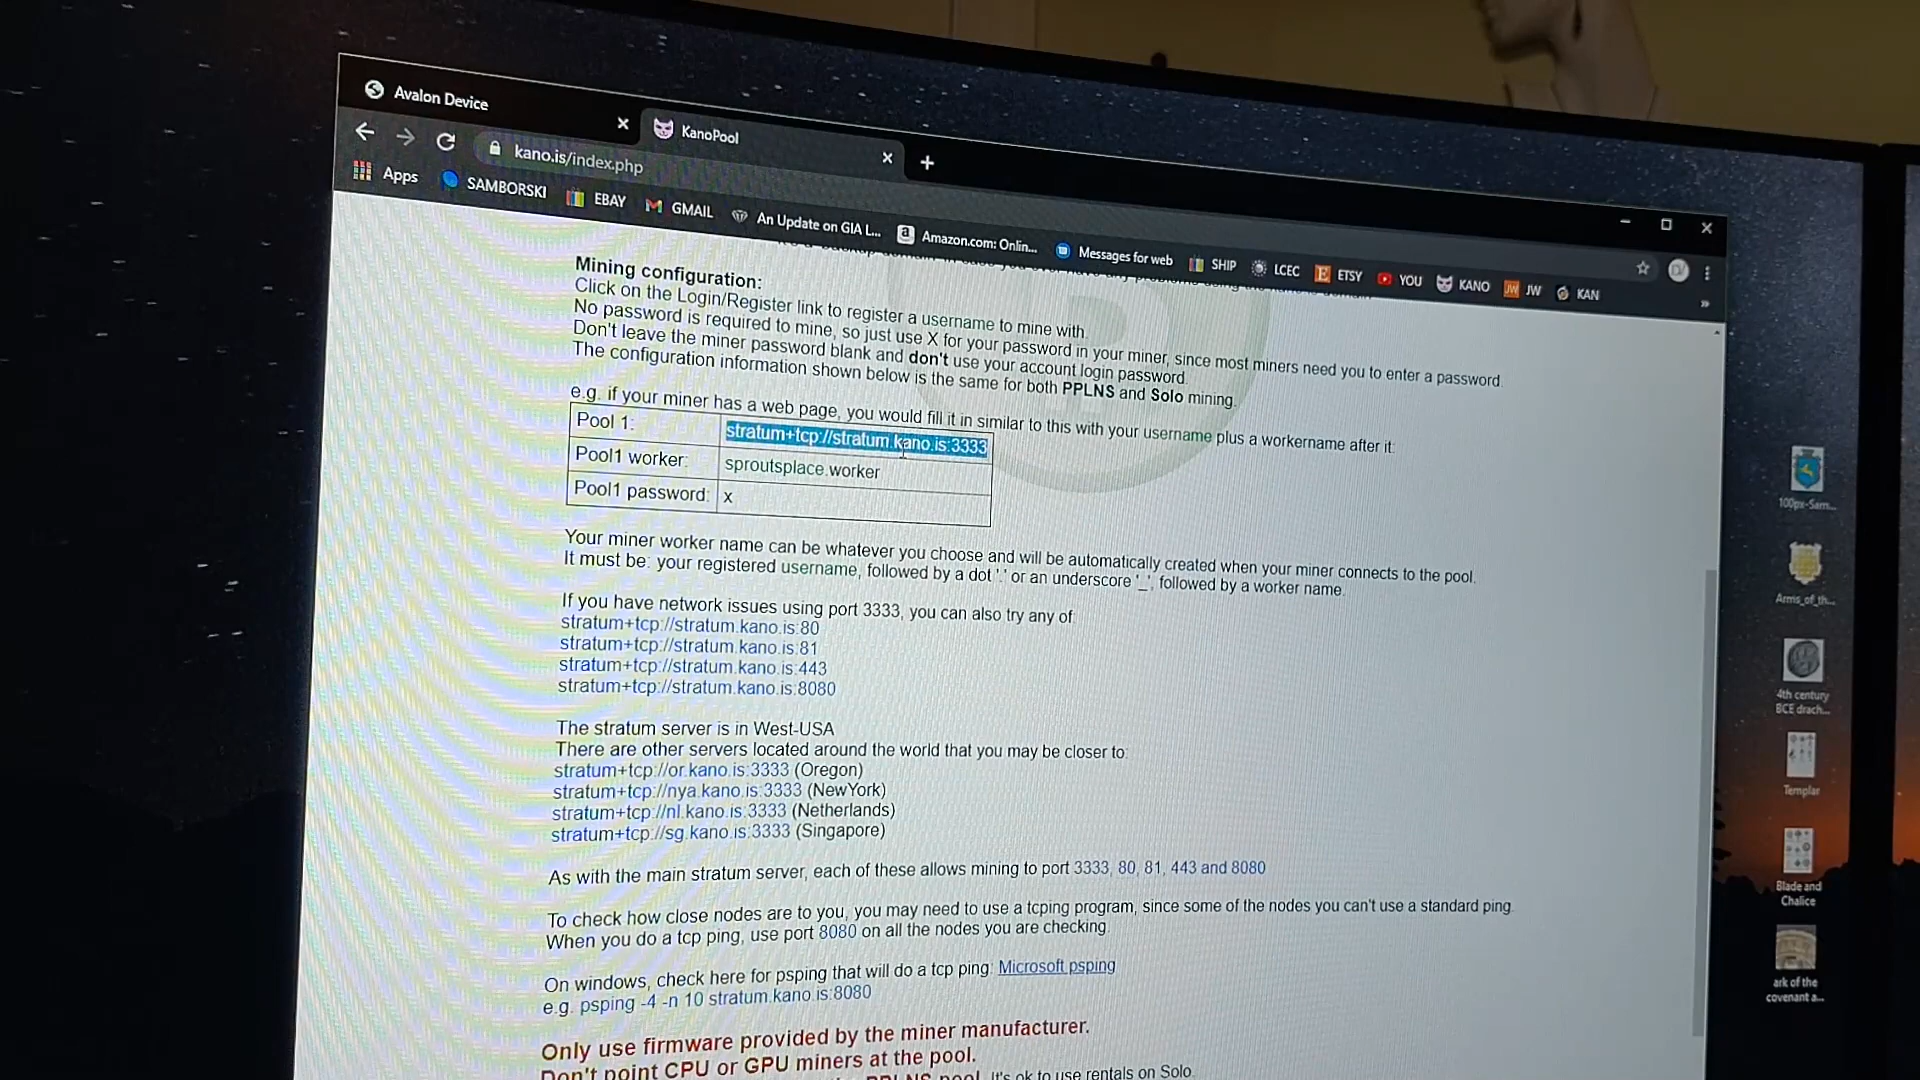 Avalon Device
KanoPool
kano.is/index.php
Apps
SAMBORSKI
EBAY
GMAIL
An Update on GIA L...
Amazon.com: Onlin...
Messages for web
SHIP
LCEC
ETSY
YOU
KANO
JW
KAN
Mining configuration:
Click on the Login/Register link to register a username to mine with.
No password is required to mine, so just use X for your password in your miner, since most miners need you to enter a password.
Don't leave the miner password blank and don't use your account login password.
The configuration information shown below is the same for both PPLNS and Solo mining.
e.g. if your miner has a web page, you would fill it in similar to this with your username plus a workername after it:
Pool 1: stratum+tcp://stratum.kano.is:3333
Pool1 worker: sproutsplace.worker
Pool1 password: x
Your miner worker name can be whatever you choose and will be automatically created when your miner connects to the pool.
It must be: your registered username, followed by a dot '.' or an underscore '_', followed by a worker name.
If you have network issues using port 3333, you can also try any of:
stratum+tcp://stratum.kano.is:80
stratum+tcp://stratum.kano.is:81
stratum+tcp://stratum.kano.is:443
stratum+tcp://stratum.kano.is:8080
The stratum server is in West-USA
There are other servers located around the world that you may be closer to:
stratum+tcp://or.kano.is:3333 (Oregon)
stratum+tcp://nya.kano.is:3333 (NewYork)
stratum+tcp://nl.kano.is:3333 (Netherlands)
stratum+tcp://sg.kano.is:3333 (Singapore)
As with the main stratum server, each of these allows mining to port 3333, 80, 81, 443 and 8080
To check how close nodes are to you, you may need to use a tcping program, since some of the nodes you can't use a standard ping.
When you do a tcp ping, use port 8080 on all the nodes you are checking.
On windows, check here for psping that will do a tcp ping: Microsoft psping
e.g. psping -4 -n 10 stratum.kano.is:8080
Only use firmware provided by the miner manufacturer.
Don't point CPU or GPU miners at the pool.
PPLNS pool. It's ok to use rentals on Solo.
100px-Sam...
Arms_of_th...
4th century
BCE drach...
Templar
Blade and
Chalice
ark of the
covenant a...